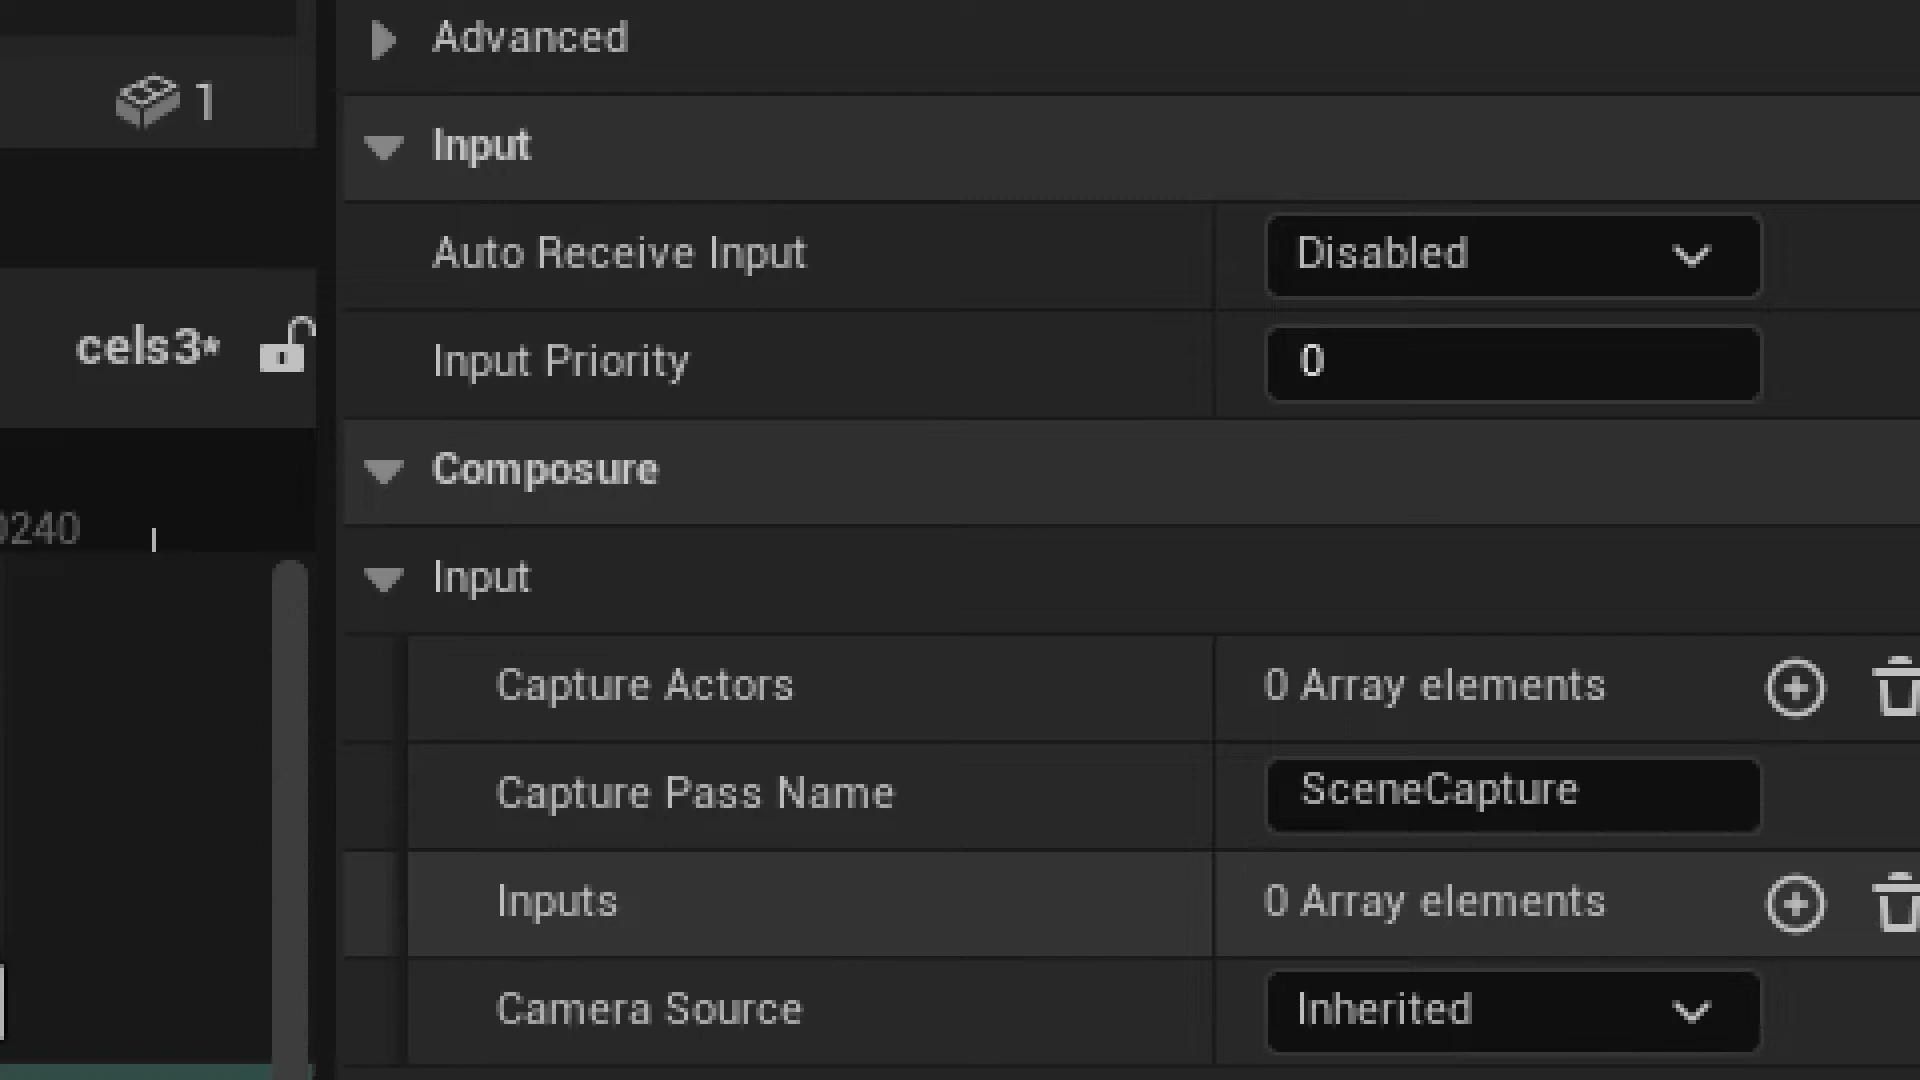 Advanced
1
Input
Auto Receive Input Disabled
cels3*
Input Priority 0
Composure
0240
Input
Capture Actors 0 Array elements
Capture Pass Name SceneCapture
Inputs 0 Array elements
Camera Source Inherited